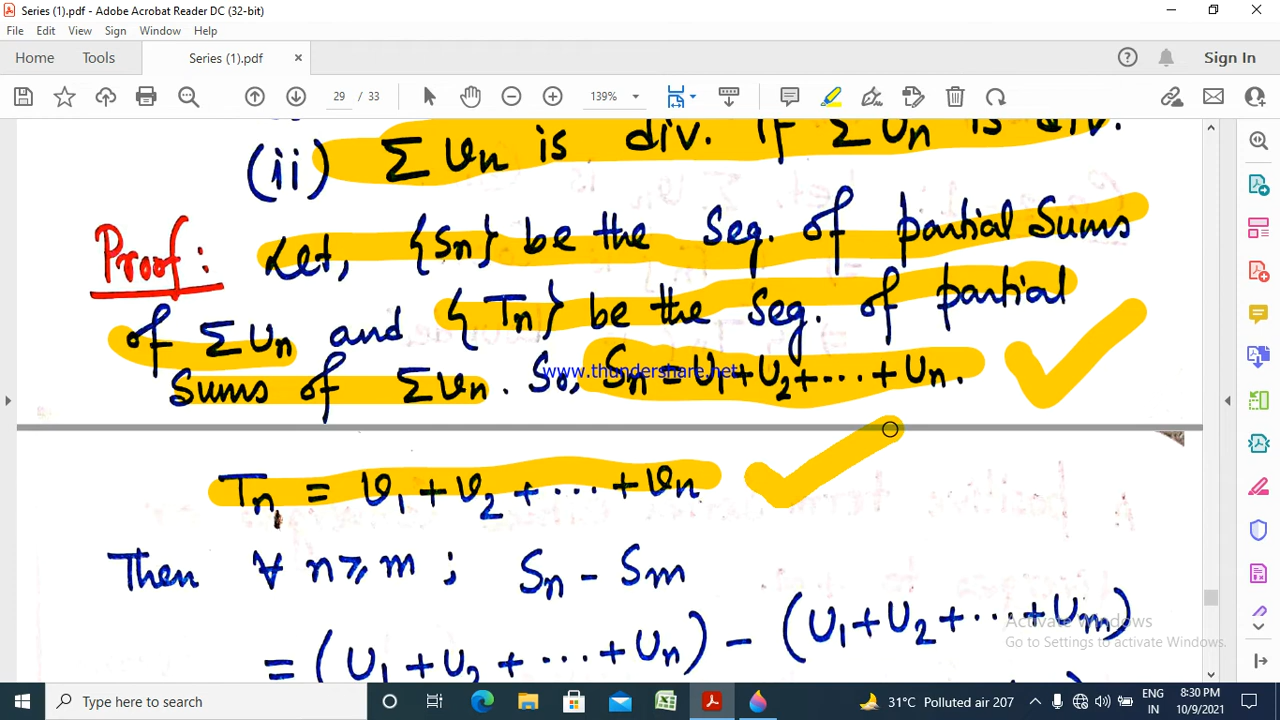 Series (1).pdf - Adobe Acrobat Reader DC (32-bit)
File Edit View Sign Window Help
Home Tools Series (1).pdf × Sign In
29 / 33 139%
(ii) Σ vn is div. if Σ Un is div.
Proof: Let, {Sn} be the Seq. of partial Sums
of Σ Un and {Tn} be the Seq. of partial
Sums of Σ vn. So, Sn = U1 + U2 + ... + Un.
www.thundershare.net
Tn = v1 + v2 + ... + vn
Then ∀ n ≥ m ; Sn - Sm
= (U1 + U2 + ... + Un) - (U1 + U2 + ... + Um)
Activate Windows
Go to Settings to activate Windows.
Type here to search
31°C Polluted air 207
ENG
IN
8:30 PM
10/9/2021